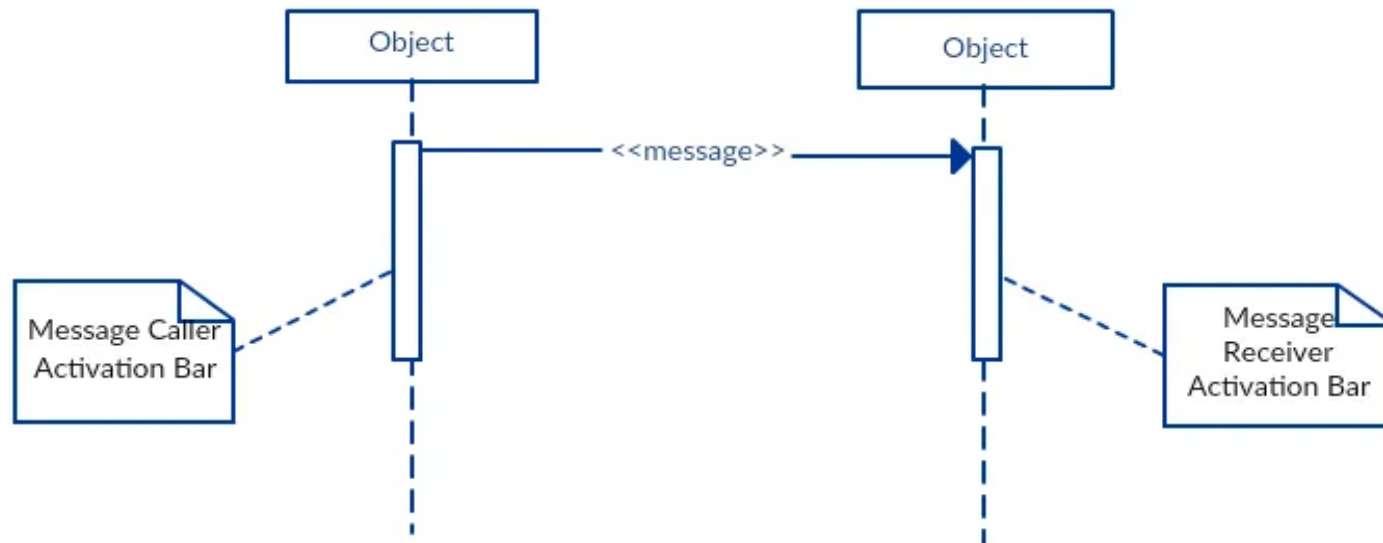 Object
Object
<<message>>
Message Caller
Activation Bar
Message
Receiver
Activation Bar